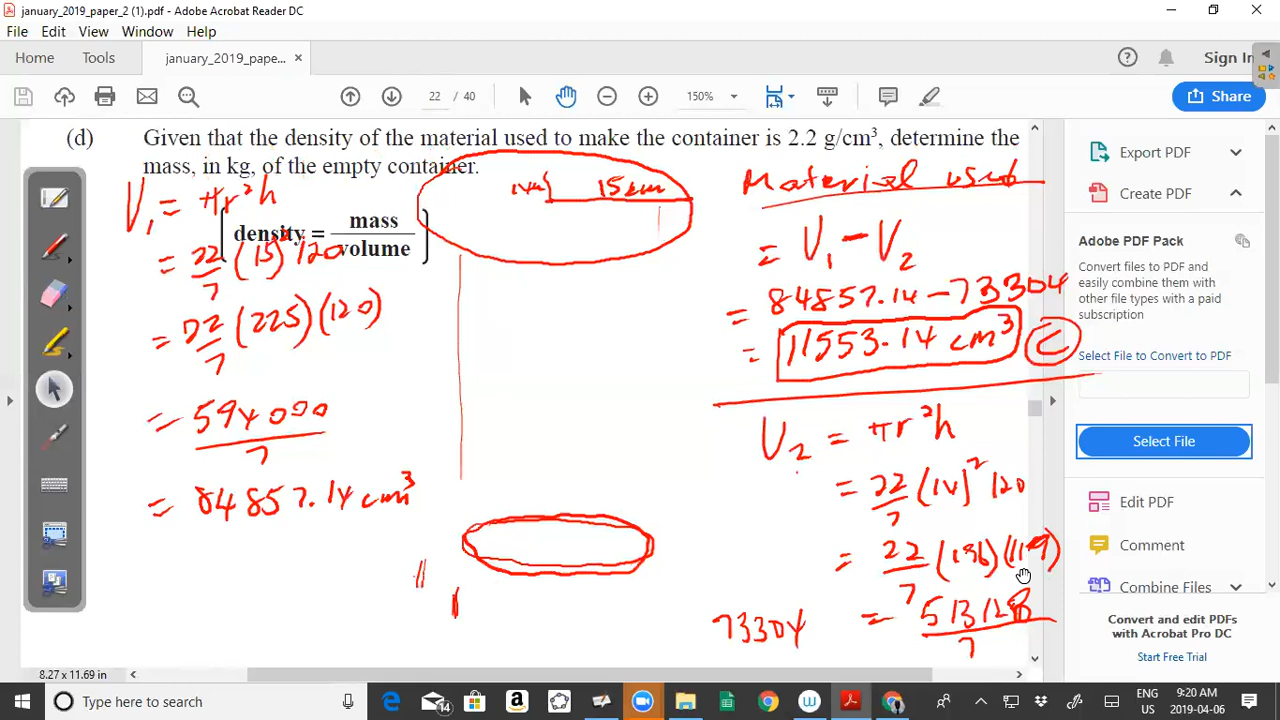 january_2019_paper_2 (1).pdf - Adobe Acrobat Reader DC
File Edit View Window Help
Home Tools january_2019_pape... × Sign In
22 / 40 150% Share
(d) Given that the density of the material used to make the container is 2.2 g/cm³, determine the
mass, in kg, of the empty container.
[density = mass/volume]
V₁ = πr²h
= 22/7 (15)² 120
= 22/7 (225)(120)
= 594000/7
= 84857.14 cm³
15cm
Material used
= V₁ - V₂
= 84857.14 - 73304
= 11553.14 cm³ C
V₂ = πr²h
= 22/7 (14)² 120
= 22/7 (196)(119)
= 513128/7
73304
Export PDF
Create PDF
Adobe PDF Pack
Convert files to PDF and
easily combine them with
other file types with a paid
subscription
Select File to Convert to PDF
Select File
Edit PDF
Comment
Combine Files
Convert and edit PDFs
with Acrobat Pro DC
Start Free Trial
8.27 x 11.69 in
Type here to search
14
ENG 9:20 AM
US 2019-04-06